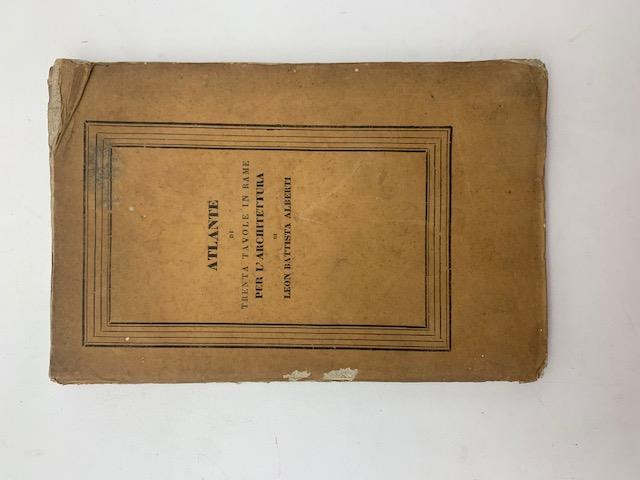 ATLANTE
DI
TRENTA TAVOLE IN RAME
PER L'ARCHITETTURA
DI
LEON BATTISTA ALBERTI